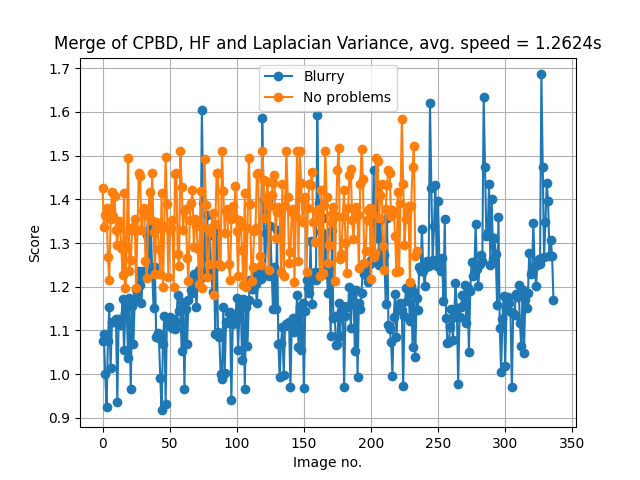 Merge of CPBD, HF and Laplacian Variance, avg. speed = 1.2624s
Blurry
No problems
1.7
1.6
1.5
1.4
1.3
1.2
1.1
1.0
0.9
Score
0 50 100 150 200 250 300 350
Image no.